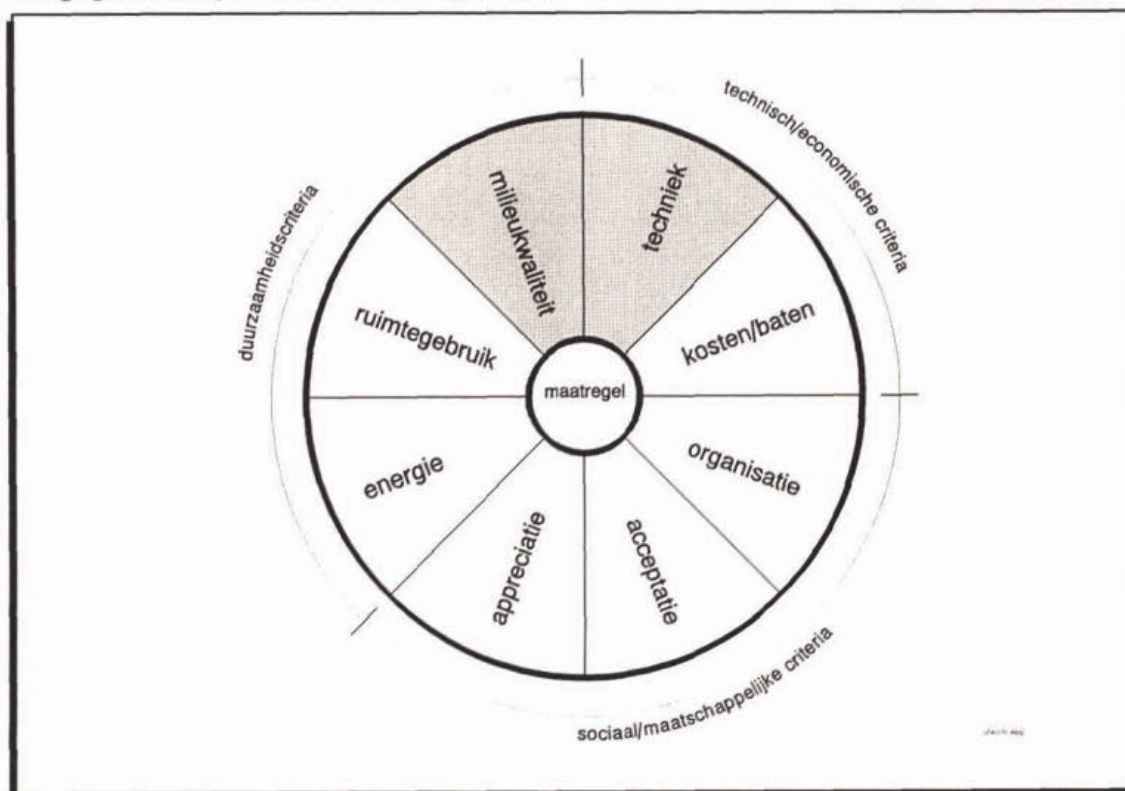 technisch/economische criteria
duurzaamheidscriteria
milieukwaliteit
techniek
ruimtegebruik
kosten/baten
maatregel
energie
organisatie
appreciatie
acceptatie
sociaal/maatschappelijke criteria